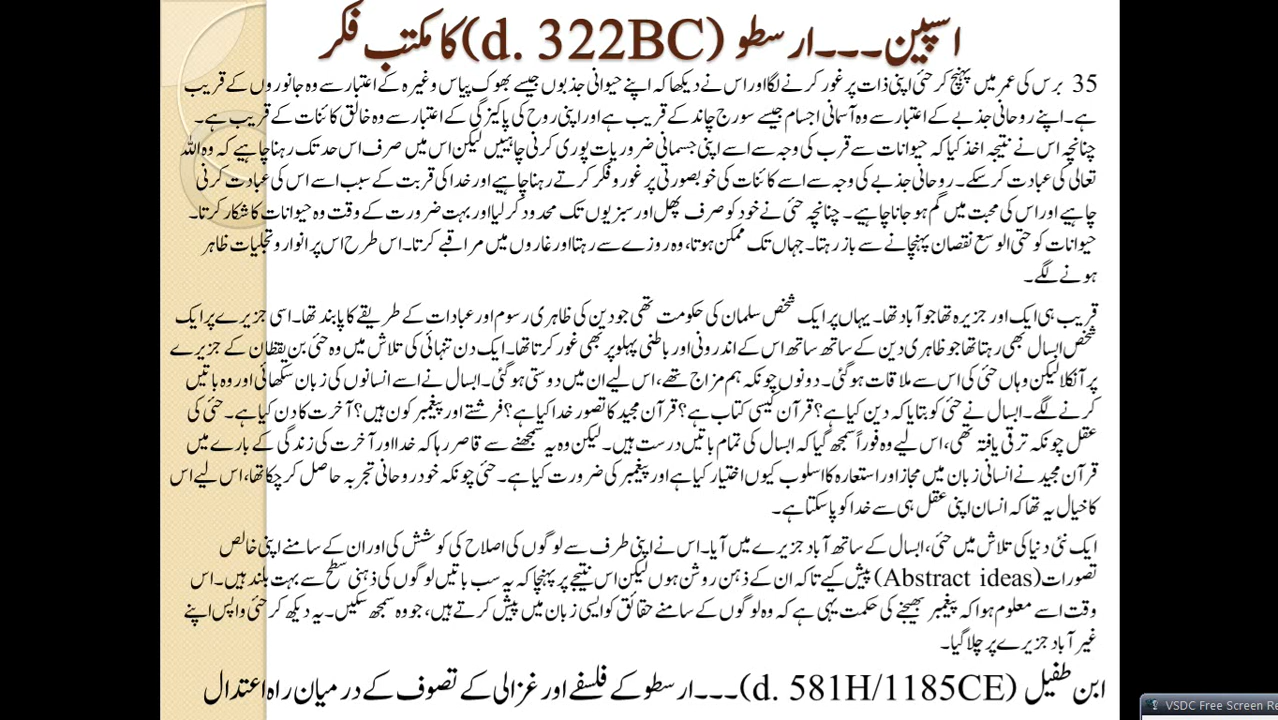 اسپین۔۔۔ارسطو (d. 322BC) کا مکتب فکر
35 برس کی عمر میں پہنچ کر حئی اپنی ذات پر غور کرنے لگا اور اس نے دیکھا کہ اپنے حیوانی جذبوں جیسے بھوک پیاس وغیرہ کے اعتبار سے وہ جانوروں کے قریب
ہے۔ اپنے روحانی جذبے کے اعتبار سے وہ آسمانی اجسام جیسے سورج چاند کے قریب ہے اور اپنی روح کی پاکیزگی کے اعتبار سے وہ خالق کائنات کے قریب ہے۔
چنانچہ اس نے نتیجہ اخذ کیا کہ حیوانات سے قرب کی وجہ سے اسے اپنی جسمانی ضروریات پوری کرنی چاہییں لیکن اس میں صرف اس حد تک رہنا چاہیے کہ وہ اللہ
تعالی کی عبادت کر سکے۔ روحانی جذبے کی وجہ سے اسے کائنات کی خوبصورتی پر غور و فکر کرتے رہنا چاہیے اور خدا کی قربت کے سبب اسے اس کی عبادت کرنی
چاہیے اور اس کی محبت میں گم ہو جانا چاہیے۔ چنانچہ حئی نے خود کو صرف پھل اور سبزیوں تک محدود کر لیا اور بہت ضرورت کے وقت وہ حیوانات کا شکار کرتا۔
حیوانات کو حتی الوسع نقصان پہنچانے سے باز رہتا۔ جہاں تک ممکن ہوتا، وہ روزے سے رہتا اور غاروں میں مراقبے کرتا۔ اس طرح اس پر انوار و تجلیات ظاہر
ہونے لگے۔
قریب ہی ایک اور جزیرہ تھا جو آباد تھا۔ یہاں پر ایک شخص سلمان کی حکومت تھی جو دین کی ظاہری رسوم اور عبادات کے طریقے کا پابند تھا۔ اسی جزیرے پر ایک
شخص ابسال بھی رہتا تھا جو ظاہری دین کے ساتھ ساتھ اس کے اندرونی اور باطنی پہلو پر بھی غور کرتا تھا۔ ایک دن تنہائی کی تلاش میں وہ حئی بن یقظان کے جزیرے
پر آ نکلا لیکن وہاں حئی کی اس سے ملاقات ہو گئی۔ دونوں چونکہ ہم مزاج تھے، اس لیے ان میں دوستی ہو گئی۔ ابسال نے اسے انسانوں کی زبان سکھائی اور وہ باتیں
کرنے لگے۔ ابسال نے حئی کو بتایا کہ دین کیا ہے؟ قرآن کیسی کتاب ہے؟ قرآن مجید کا تصور خدا کیا ہے؟ فرشتے اور پیغمبر کون ہیں؟ آخرت کا دن کیا ہے۔ حئی کی
عقل چونکہ ترقی یافتہ تھی، اس لیے وہ فوراً سمجھ گیا کہ ابسال کی تمام باتیں درست ہیں۔ لیکن وہ یہ سمجھنے سے قاصر رہا کہ خدا اور آخرت کی زندگی کے بارے میں
قرآن مجید نے انسانی زبان میں مجاز اور استعارہ کا اسلوب کیوں اختیار کیا ہے اور پیغمبر کی ضرورت کیا ہے۔ حئی چونکہ خود روحانی تجربہ حاصل کر چکا تھا، اس لیے اس
کا خیال یہ تھا کہ انسان اپنی عقل ہی سے خدا کو پا سکتا ہے۔
ایک نئی دنیا کی تلاش میں حئی، ابسال کے ساتھ آباد جزیرے میں آیا۔ اس نے اپنی طرف سے لوگوں کی اصلاح کی کوشش کی اور ان کے سامنے اپنی خالص
تصورات (Abstract ideas) پیش کیے تاکہ ان کے ذہن روشن ہوں لیکن اس نتیجے پر پہنچا کہ یہ سب باتیں لوگوں کی ذہنی سطح سے بہت بلند ہیں۔ اس
وقت اسے معلوم ہوا کہ پیغمبر بھیجنے کی حکمت یہی ہے کہ وہ لوگوں کے سامنے حقائق کو ایسی زبان میں پیش کرتے ہیں، جو وہ سمجھ سکیں۔ یہ دیکھ کر حئی واپس اپنے
غیر آباد جزیرے پر چلا گیا۔
ابن طفیل (d. 581H/1185CE)۔۔۔ارسطو کے فلسفے اور غزالی کے تصوف کے درمیان راہ اعتدال
VSDC Free Screen Re